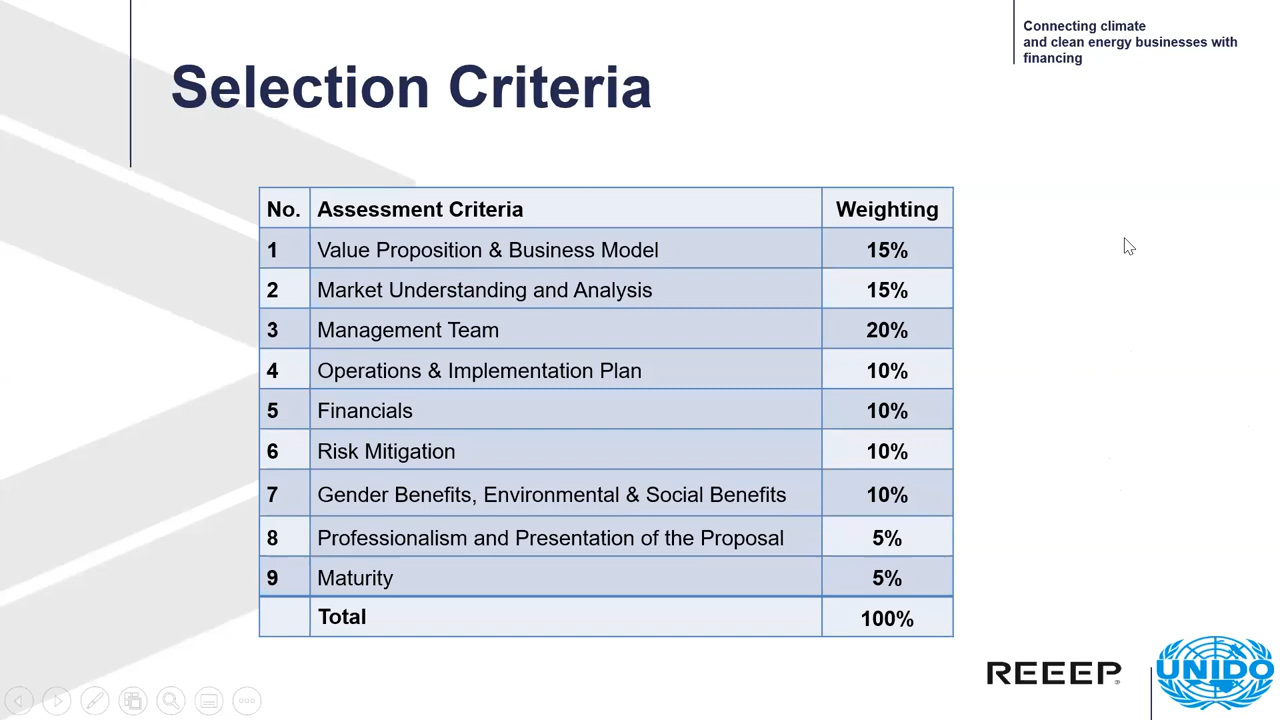 Connecting climate
and clean energy businesses with
financing
Selection Criteria
No. Assessment Criteria Weighting
1 Value Proposition & Business Model 15%
2 Market Understanding and Analysis 15%
3 Management Team 20%
4 Operations & Implementation Plan 10%
5 Financials 10%
6 Risk Mitigation 10%
7 Gender Benefits, Environmental & Social Benefits 10%
8 Professionalism and Presentation of the Proposal 5%
9 Maturity 5%
Total 100%
REEEP
UNIDO